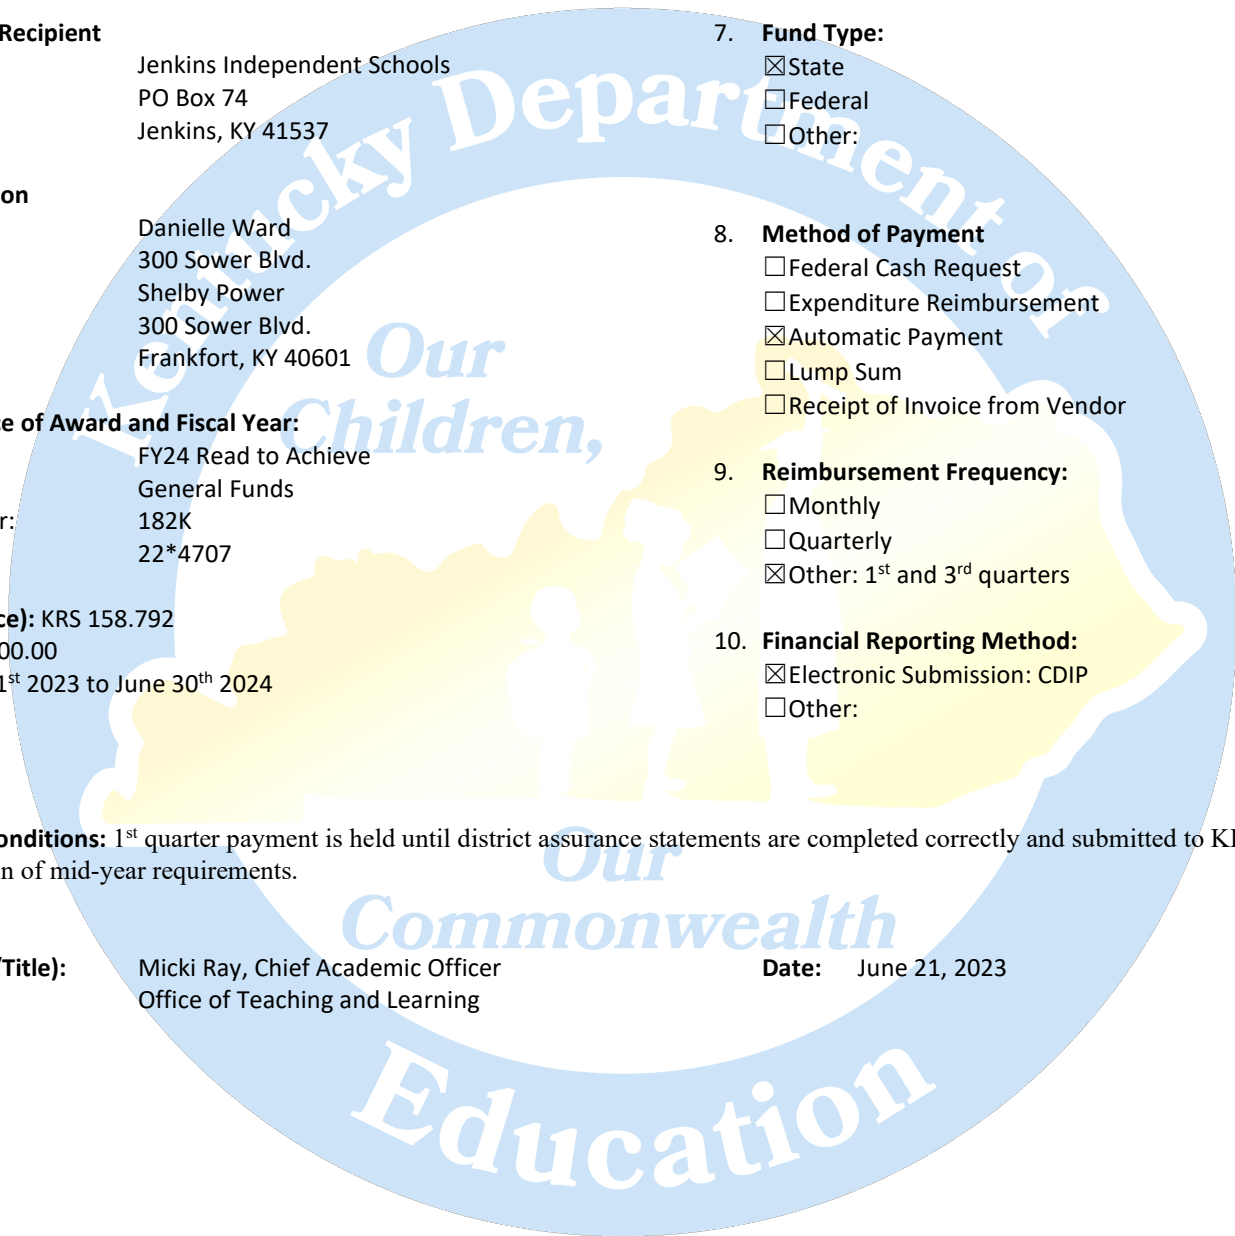 Recipient
Jenkins Independent Schools
PO Box 74
Jenkins, KY 41537
on
Danielle Ward
300 Sower Blvd.
Shelby Power
300 Sower Blvd.
Frankfort, KY 40601
ce of Award and Fiscal Year:
FY24 Read to Achieve
General Funds
r: 182K
22*4707
ce): KRS 158.792
00.00
1st 2023 to June 30th 2024
7. Fund Type:
☒State
☐Federal
☐Other:
8. Method of Payment
☐Federal Cash Request
☐Expenditure Reimbursement
☒Automatic Payment
☐Lump Sum
☐Receipt of Invoice from Vendor
9. Reimbursement Frequency:
☐Monthly
☐Quarterly
☒Other: 1st and 3rd quarters
10. Financial Reporting Method:
☒Electronic Submission: CDIP
☐Other:
onditions: 1st quarter payment is held until district assurance statements are completed correctly and submitted to KI
n of mid-year requirements.
/Title): Micki Ray, Chief Academic Officer
Office of Teaching and Learning
Date: June 21, 2023
Kentucky Department of
Education
Our
Children,
Our
Commonwealth